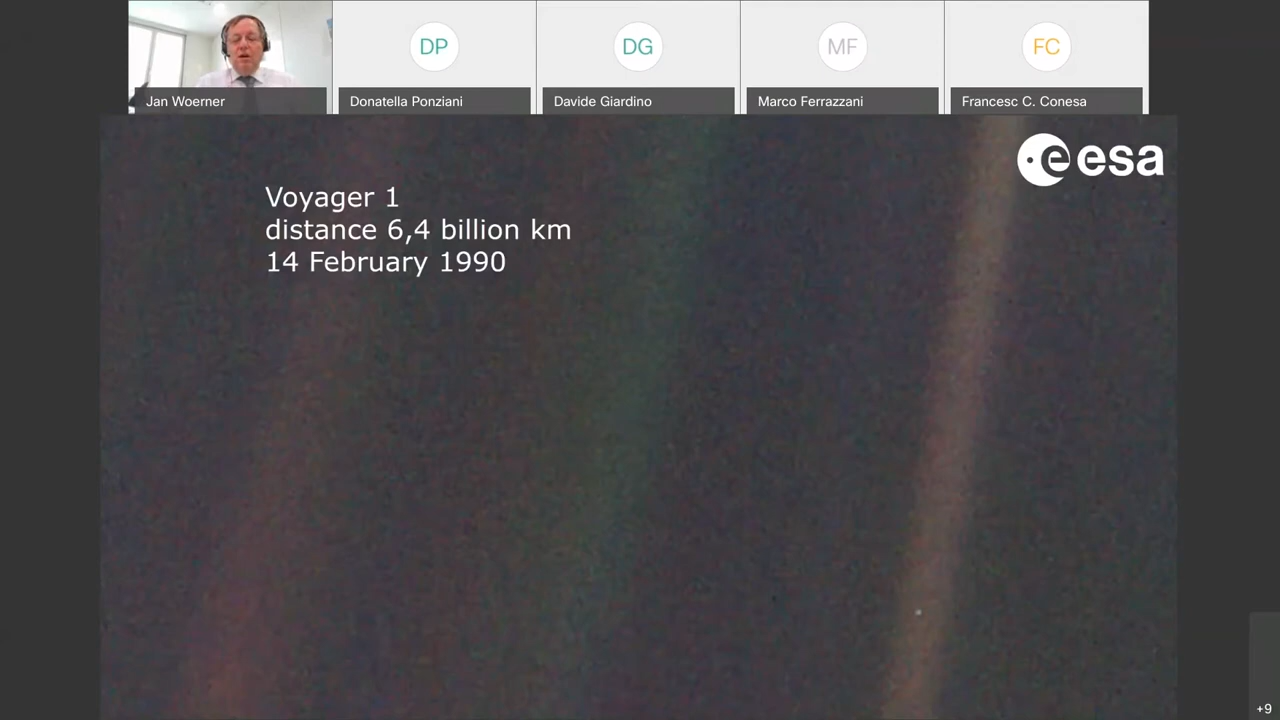 Jan Woerner
DP
Donatella Ponziani
DG
Davide Giardino
MF
Marco Ferrazzani
FC
Francesc C. Conesa
esa
Voyager 1
distance 6,4 billion km
14 February 1990
+9